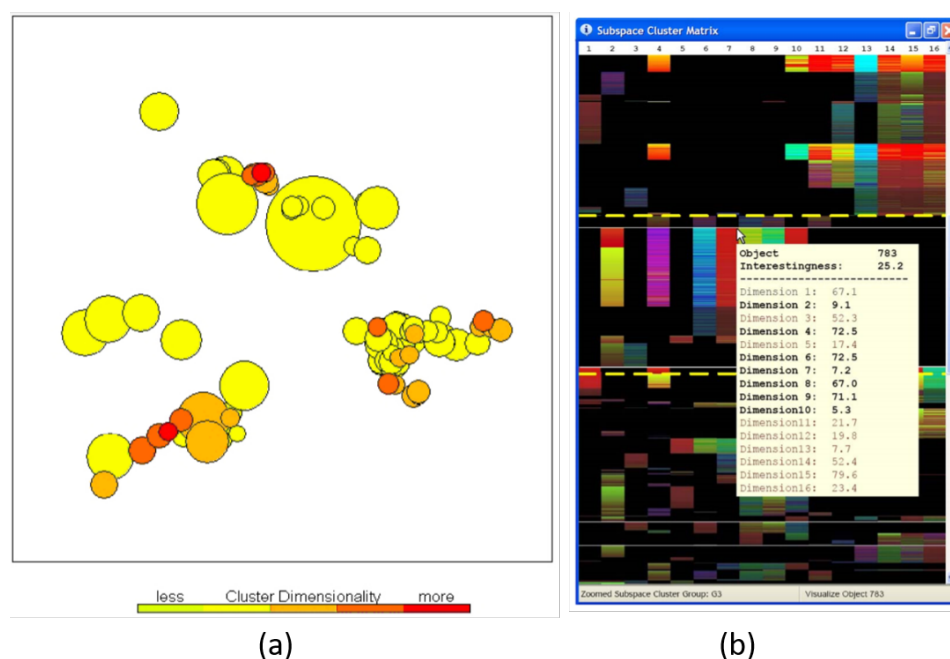 less Cluster Dimensionality more
(a)
Subspace Cluster Matrix
1 2 3 4 5 6 7 8 9 10 11 12 13 14 15 16
Object 783
Interestingness: 25.2
--------------------------
Dimension 1: 67.1
Dimension 2: 9.1
Dimension 3: 52.3
Dimension 4: 72.5
Dimension 5: 17.4
Dimension 6: 72.5
Dimension 7: 7.2
Dimension 8: 67.0
Dimension 9: 71.1
Dimension10: 5.3
Dimension11: 21.7
Dimension12: 19.8
Dimension13: 7.7
Dimension14: 52.4
Dimension15: 79.6
Dimension16: 23.4
Zoomed Subspace Cluster Group: G3 Visualize Object 783
(b)